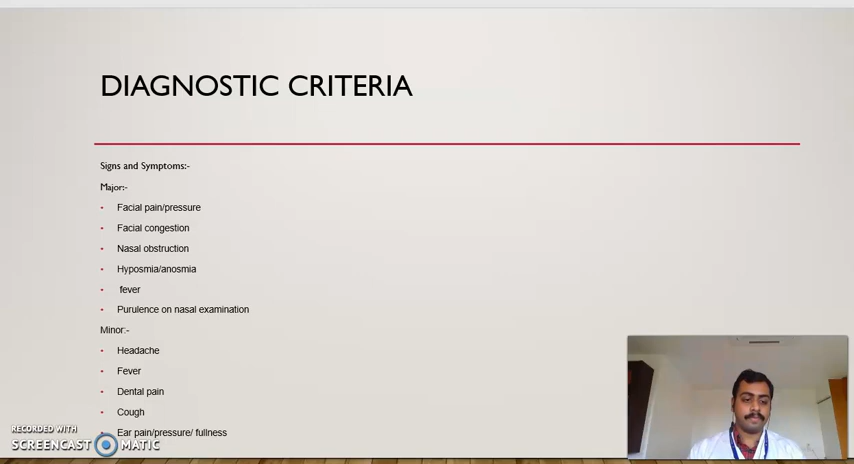 DIAGNOSTIC CRITERIA
Signs and Symptoms:-
Major:-
• Facial pain/pressure
• Facial congestion
• Nasal obstruction
• Hyposmia/anosmia
• fever
• Purulence on nasal examination
Minor:-
• Headache
• Fever
• Dental pain
• Cough
• Ear pain/pressure/ fullness
RECORDED WITH
SCREENCAST MATIC